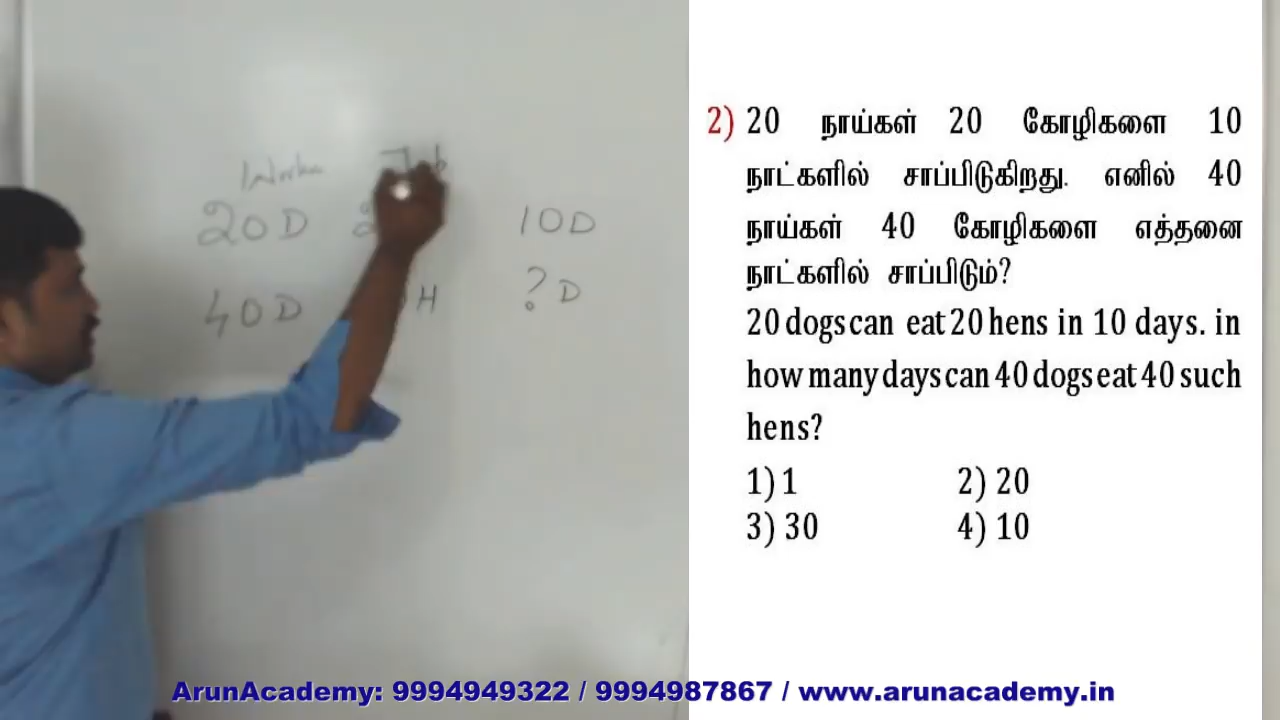 Job
20D
10D
40D H ? D
2) 20 நாய்கள் 20 கோழிகளை 10
நாட்களில் சாப்பிடுகிறது. எனில் 40
நாய்கள் 40 கோழிகளை எத்தனை
நாட்களில் சாப்பிடும்?
20 dogs can eat 20 hens in 10 days. in
how many days can 40 dogs eat 40 such
hens?
1) 1 2) 20
3) 30 4) 10
ArunAcademy: 9994949322 / 9994987867 / www.arunacademy.in